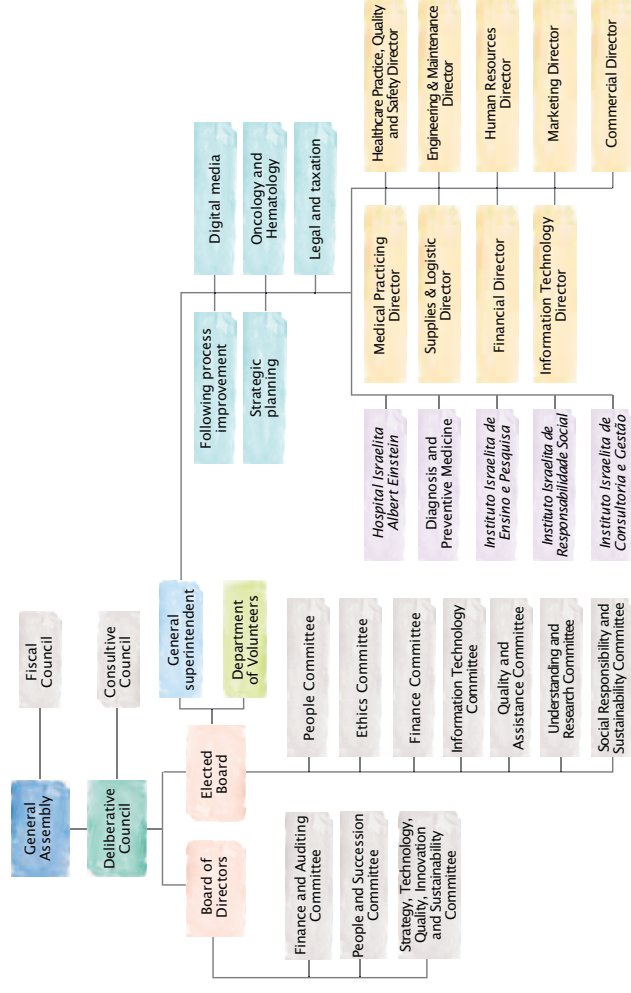 General
Assembly
Fiscal
Council
Deliberative
Council
Consultive
Council
Board of
Directors
Elected
Board
General
superintendent
Department
of Volunteers
Finance and Auditing
Committee
People and Succession
Committee
Strategy, Technology,
Quality, Innovation
and Sustainability
Committee
People Committee
Ethics Committee
Finance Committee
Information Technology
Committee
Quality and
Assistance Committee
Understanding and
Research Committee
Social Responsibility and
Sustainability Committee
Following process
improvement
Digital media
Strategic
planning
Oncology and
Hematology
Legal and taxation
Hospital Israelita
Albert Einstein
Diagnosis and
Preventive Medicine
Instituto Israelita de
Ensino e Pesquisa
Instituto Israelita de
Responsabilidade Social
Instituto Israelita de
Consultoria e Gestão
Medical Practicing
Director
Healthcare Practice, Quality
and Safety Director
Supplies & Logistic
Director
Engineering & Maintenance
Director
Financial Director
Human Resources
Director
Information Technology
Director
Marketing Director
Commercial Director